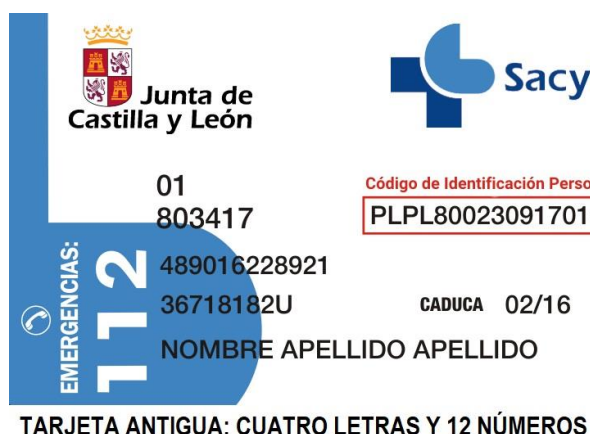 Junta de
Castilla y León
Sacy
01
803417
Código de Identificación Perso
PLPL80023091701
EMERGENCIAS:
112
489016228921
36718182U
CADUCA 02/16
NOMBRE APELLIDO APELLIDO
TARJETA ANTIGUA: CUATRO LETRAS Y 12 NÚMEROS